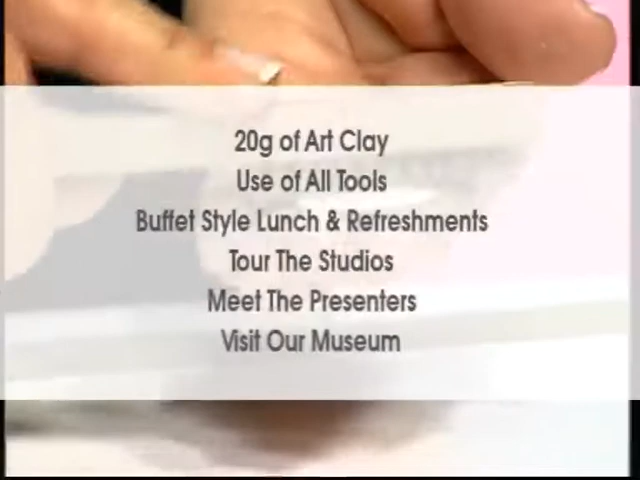 20g of Art Clay
Use of All Tools
Buffet Style Lunch & Refreshments
Tour The Studios
Meet The Presenters
Visit Our Museum